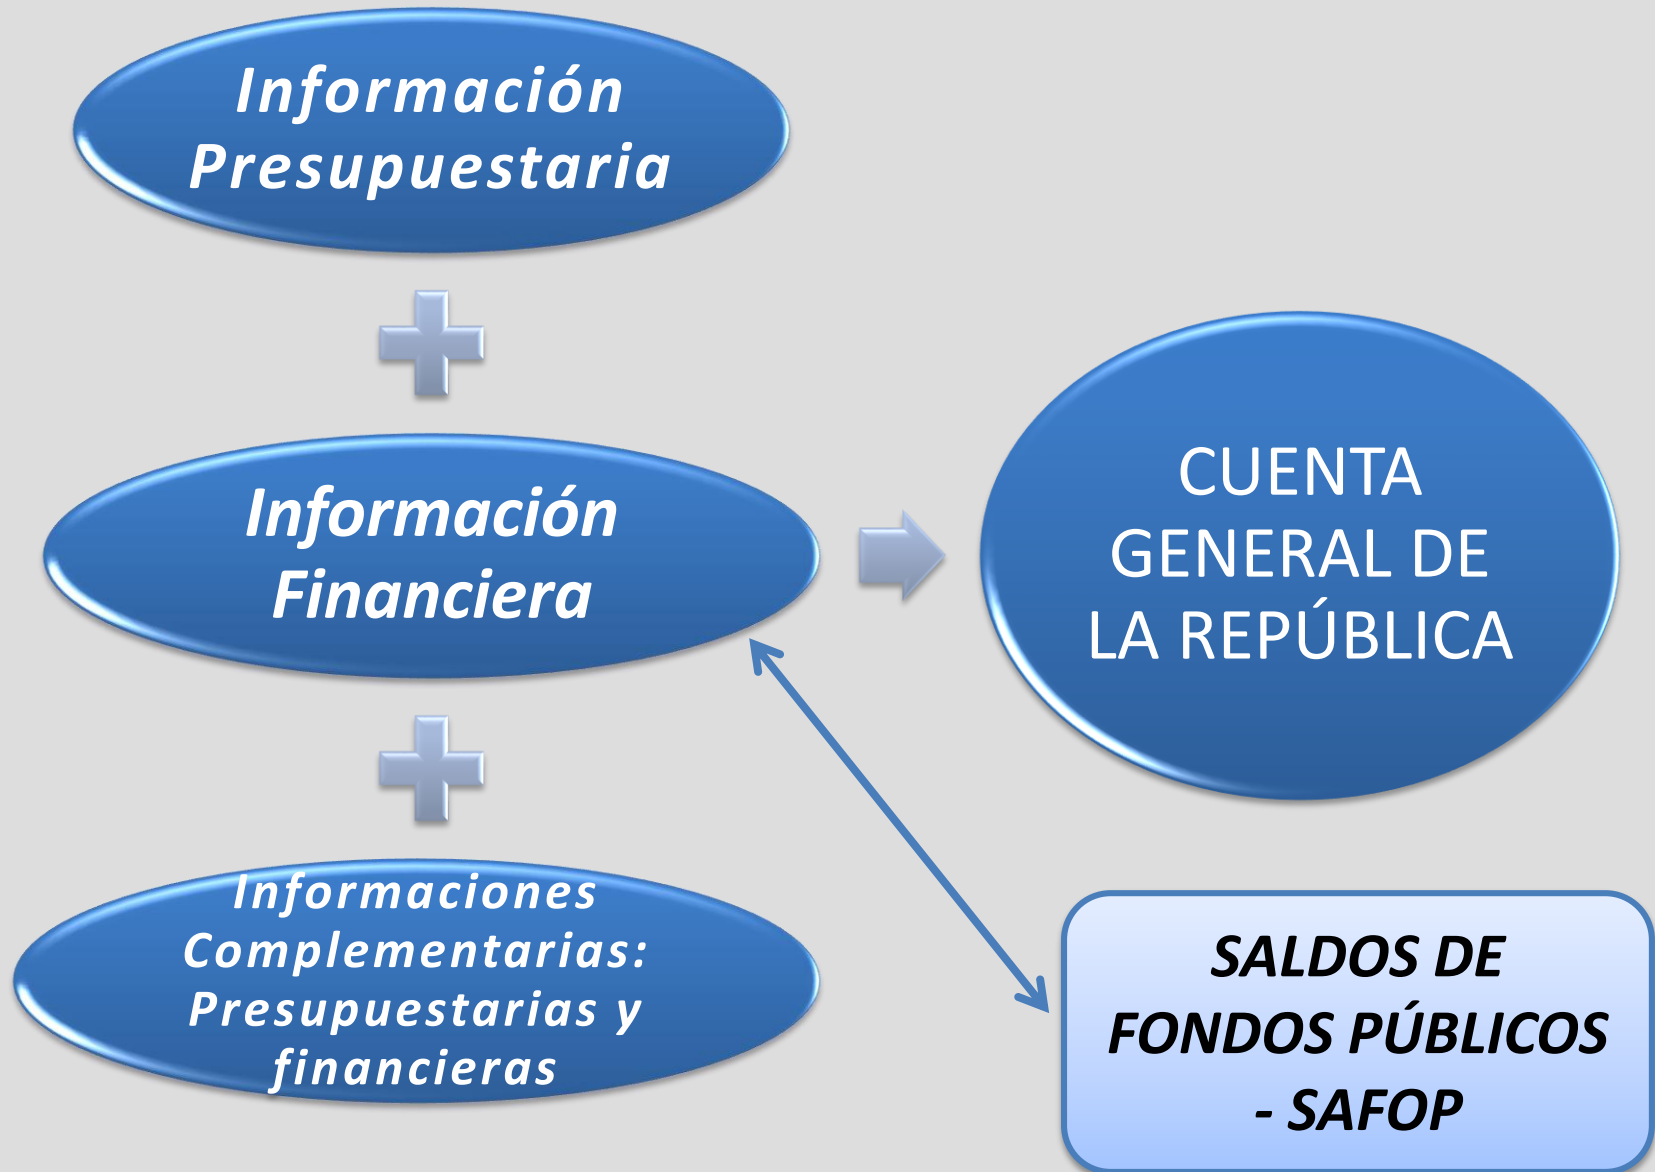 Información
Presupuestaria
Información
Financiera
Informaciones
Complementarias:
Presupuestarias y
financieras
CUENTA
GENERAL DE
LA REPÚBLICA
SALDOS DE
FONDOS PÚBLICOS
- SAFOP